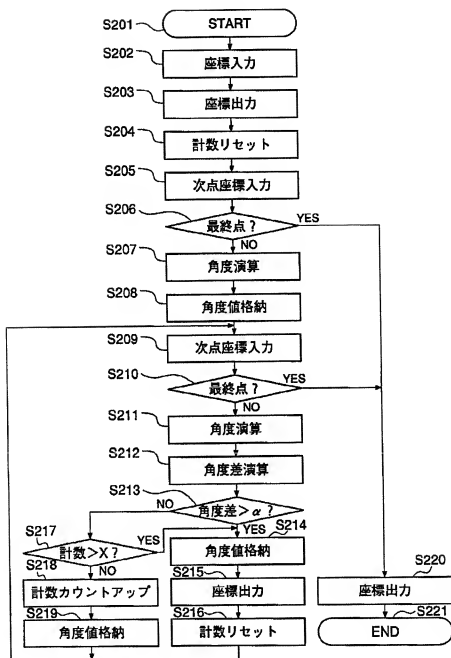 S201
START
S202
座標入力
S203
座標出力
S204
計数リセット
S205
次点座標入力
S206
最終点？
YES
NO
S207
角度演算
S208
角度値格納
S209
次点座標入力
S210
最終点？
YES
NO
S211
角度演算
S212
角度差演算
S213
角度差＞α？
NO
YES
S217
計数＞X？
YES
NO
S214
角度値格納
S218
計数カウントアップ
S215
座標出力
S219
角度値格納
S216
計数リセット
S220
座標出力
S221
END